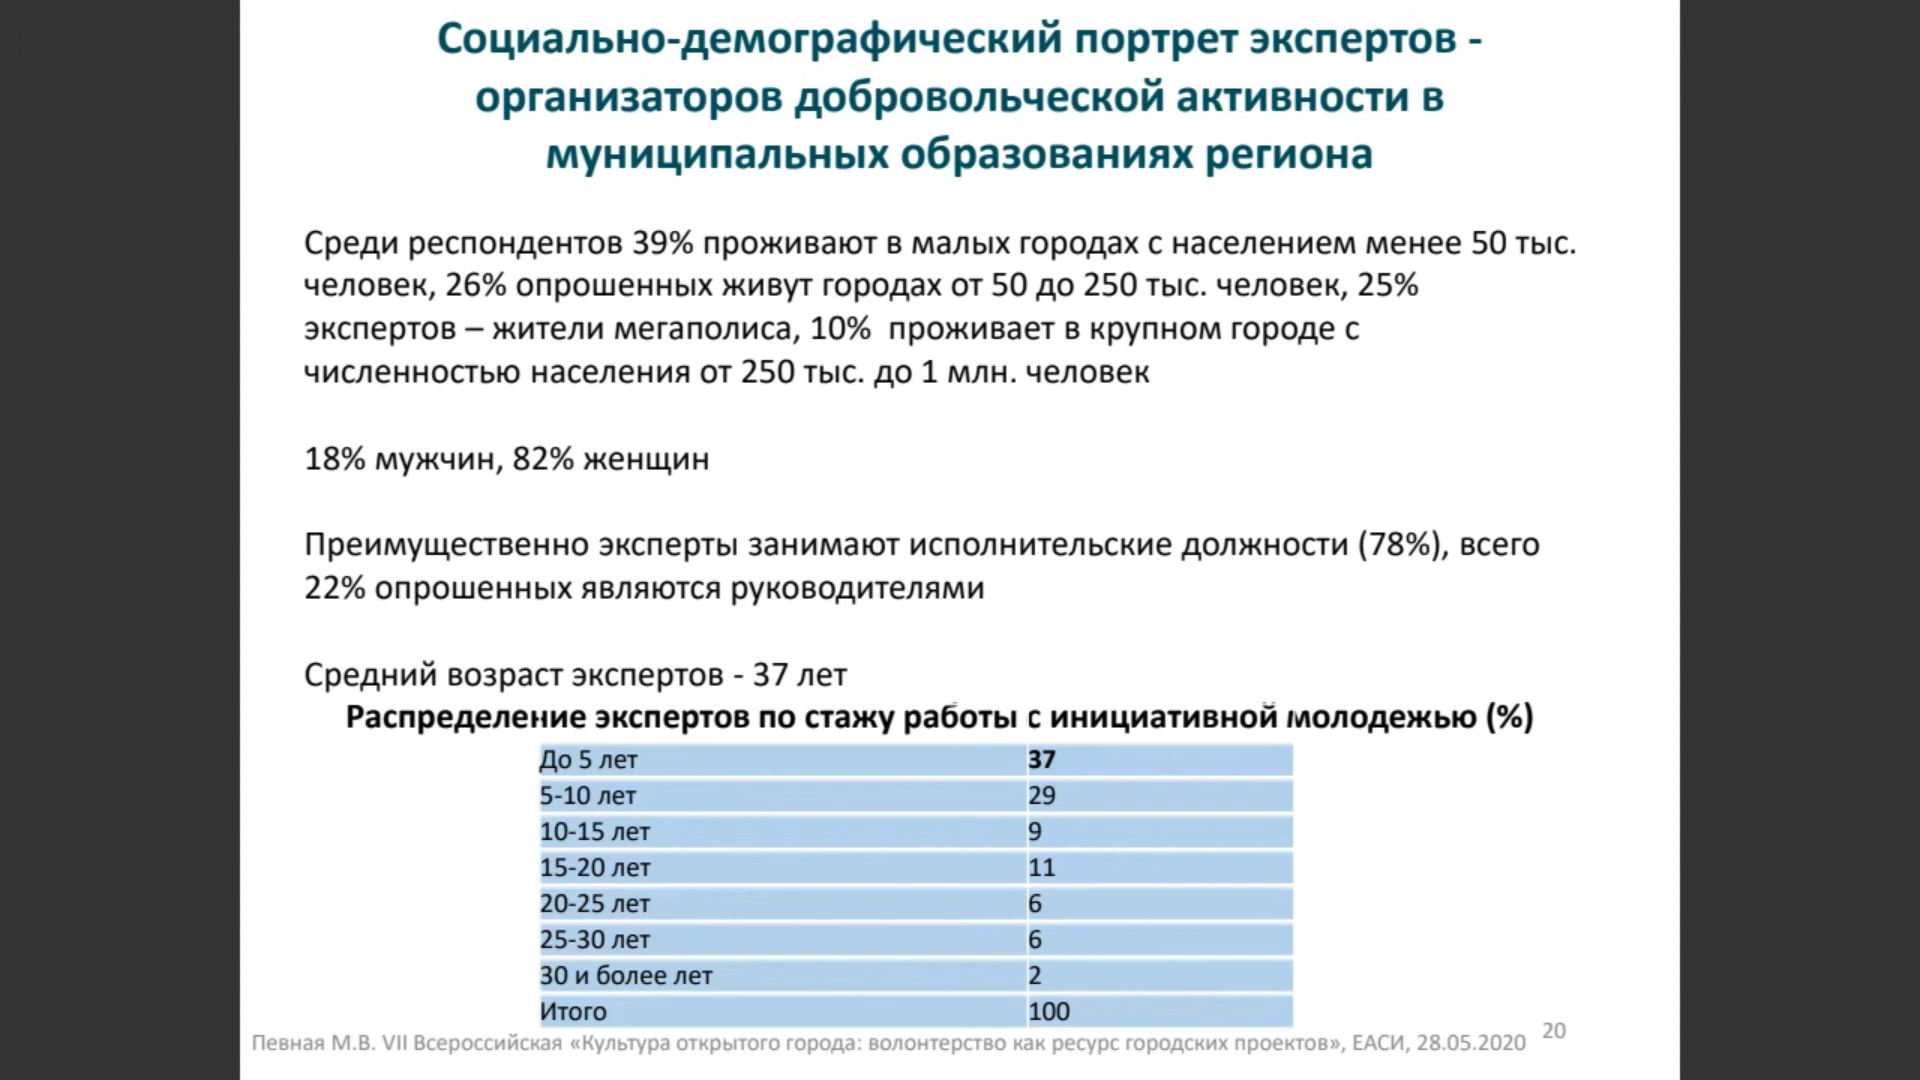 Социально-демографический портрет экспертов -
организаторов добровольческой активности в
муниципальных образованиях региона
Среди респондентов 39% проживают в малых городах с населением менее 50 тыс.
человек, 26% опрошенных живут городах от 50 до 250 тыс. человек, 25%
экспертов – жители мегаполиса, 10% проживает в крупном городе с
численностью населения от 250 тыс. до 1 млн. человек
18% мужчин, 82% женщин
Преимущественно эксперты занимают исполнительские должности (78%), всего
22% опрошенных являются руководителями
Средний возраст экспертов - 37 лет
Распределение экспертов по стажу работы с инициативной молодежью (%)
До 5 лет 37
5-10 лет 29
10-15 лет 9
15-20 лет 11
20-25 лет 6
25-30 лет 6
30 и более лет 2
Итого 100
Певная М.В. VII Всероссийская «Культура открытого города: волонтерство как ресурс городских проектов», ЕАСИ, 28.05.2020 20